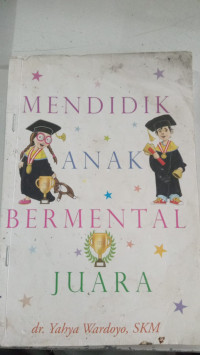 MENDIDIK
ANAK
BERMENTAL
JUARA
dr. Yahya Wardoyo, SKM